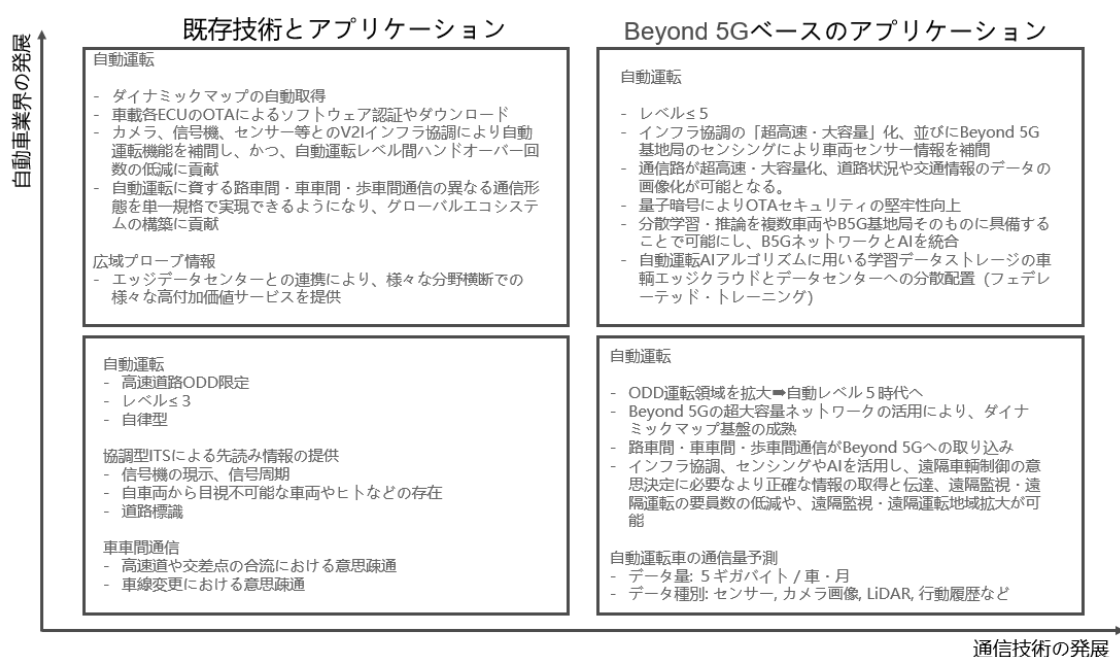 既存技術とアプリケーション
Beyond 5Gベースのアプリケーション
自動車業界の発展
自動運転
- ダイナミックマップの自動取得
- 車載各ECUのOTAによるソフトウェア認証やダウンロード
- カメラ、信号機、センサー等とのV2Iインフラ協調により自動
運転機能を補間し、かつ、自動運転レベル間ハンドオーバー回
数の低減に貢献
- 自動運転に資する路車間・車車間・歩車間通信の異なる通信形
態を単一規格で実現できるようになり、グローバルエコシステ
ムの構築に貢献
広域プローブ情報
- エッジデータセンターとの連携により、様々な分野横断での
様々な高付加価値サービスを提供
自動運転
- レベル≤ 5
- インフラ協調の「超高速・大容量」化、並びにBeyond 5G
基地局のセンシングにより車両センサー情報を補間
- 通信路が超高速・大容量化、道路状況や交通情報のデータの
画像化が可能となる。
- 量子暗号によりOTAセキュリティの堅牢性向上
- 分散学習・推論を複数車両やB5G基地局そのものに具備する
ことで可能にし、B5GネットワークとAIを統合
- 自動運転AIアルゴリズムに用いる学習データストレージの車
輌エッジクラウドとデータセンターへの分散配置 (フェデレ
ーテッド・トレーニング)
自動運転
- 高速道路ODD限定
- レベル≤ 3
- 自律型
協調型ITSによる先読み情報の提供
- 信号機の現示、信号周期
- 自車両から目視不可能な車両やヒトなどの存在
- 道路標識
車車間通信
- 高速道や交差点の合流における意思疎通
- 車線変更における意思疎通
自動運転
- ODD運転領域を拡大➡自動レベル５時代へ
- Beyond 5Gの超大容量ネットワークの活用により、ダイナ
ミックマップ基盤の成熟
- 路車間・車車間・歩車間通信がBeyond 5Gへの取り込み
- インフラ協調、センシングやAIを活用し、遠隔車輌制御の意
思決定に必要なより正確な情報の取得と伝達、遠隔監視・遠
隔運転の要員数の低減や、遠隔監視・遠隔運転地域拡大が可
能
自動運転車の通信量予測
- データ量: ５ギガバイト / 車・月
- データ種別: センサー, カメラ画像, LiDAR, 行動履歴など
通信技術の発展